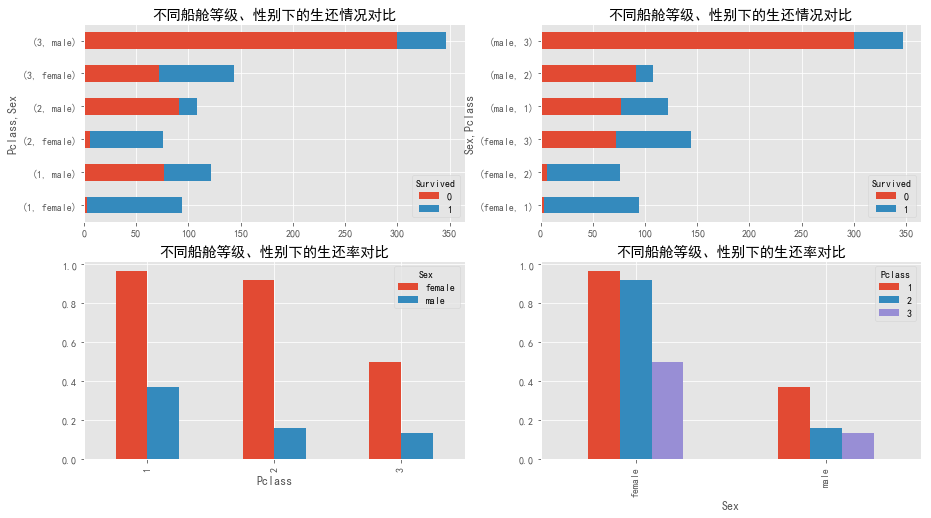 不同船舱等级、性别下的生还情况对比
Pclass,Sex
(3, male)
(3, female)
(2, male)
(2, female)
(1, male)
(1, female)
0 50 100 150 200 250 300 350
Survived
0
1
不同船舱等级、性别下的生还情况对比
Sex,Pclass
(male, 3)
(male, 2)
(male, 1)
(female, 3)
(female, 2)
(female, 1)
0 50 100 150 200 250 300 350
Survived
0
1
不同船舱等级、性别下的生还率对比
1.0
0.8
0.6
0.4
0.2
0.0
Sex
female
male
1 2 3
Pclass
不同船舱等级、性别下的生还率对比
1.0
0.8
0.6
0.4
0.2
0.0
Pclass
1
2
3
female male
Sex